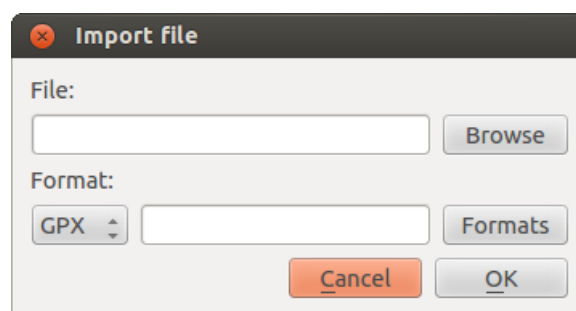 Import file
File:
Browse
Format:
GPX Formats
Cancel OK